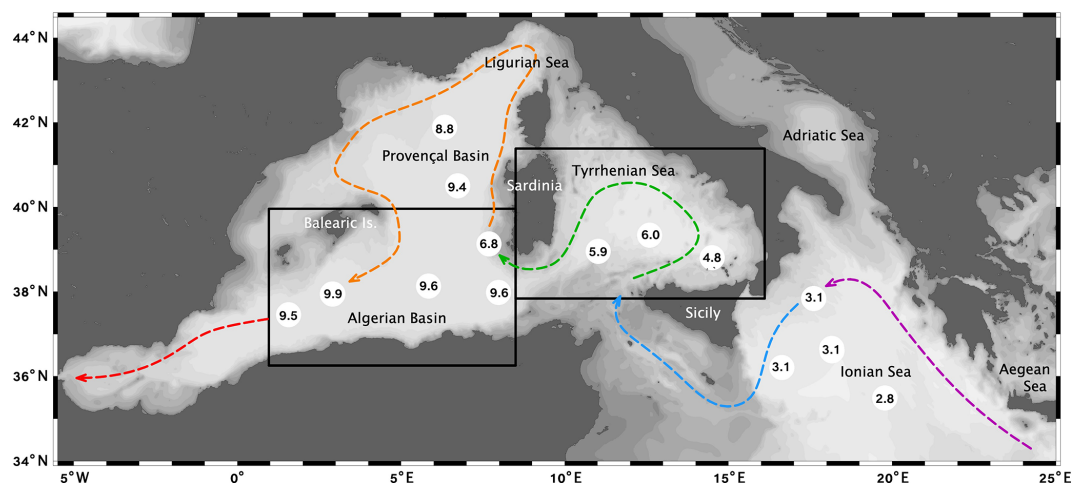 44°N
Ligurian Sea
42°N
8.8
Adriatic Sea
Provençal Basin
Tyrrhenian Sea
9.4
Sardinia
40°N
Balearic Is.
6.8
5.9
6.0
4.8
38°N
9.9
9.6
9.6
3.1
9.5
Algerian Basin
Sicily
3.1
3.1
Ionian Sea
Aegean
Sea
36°N
2.8
34°N
5°W
0°
5°E
10°E
15°E
20°E
25°E